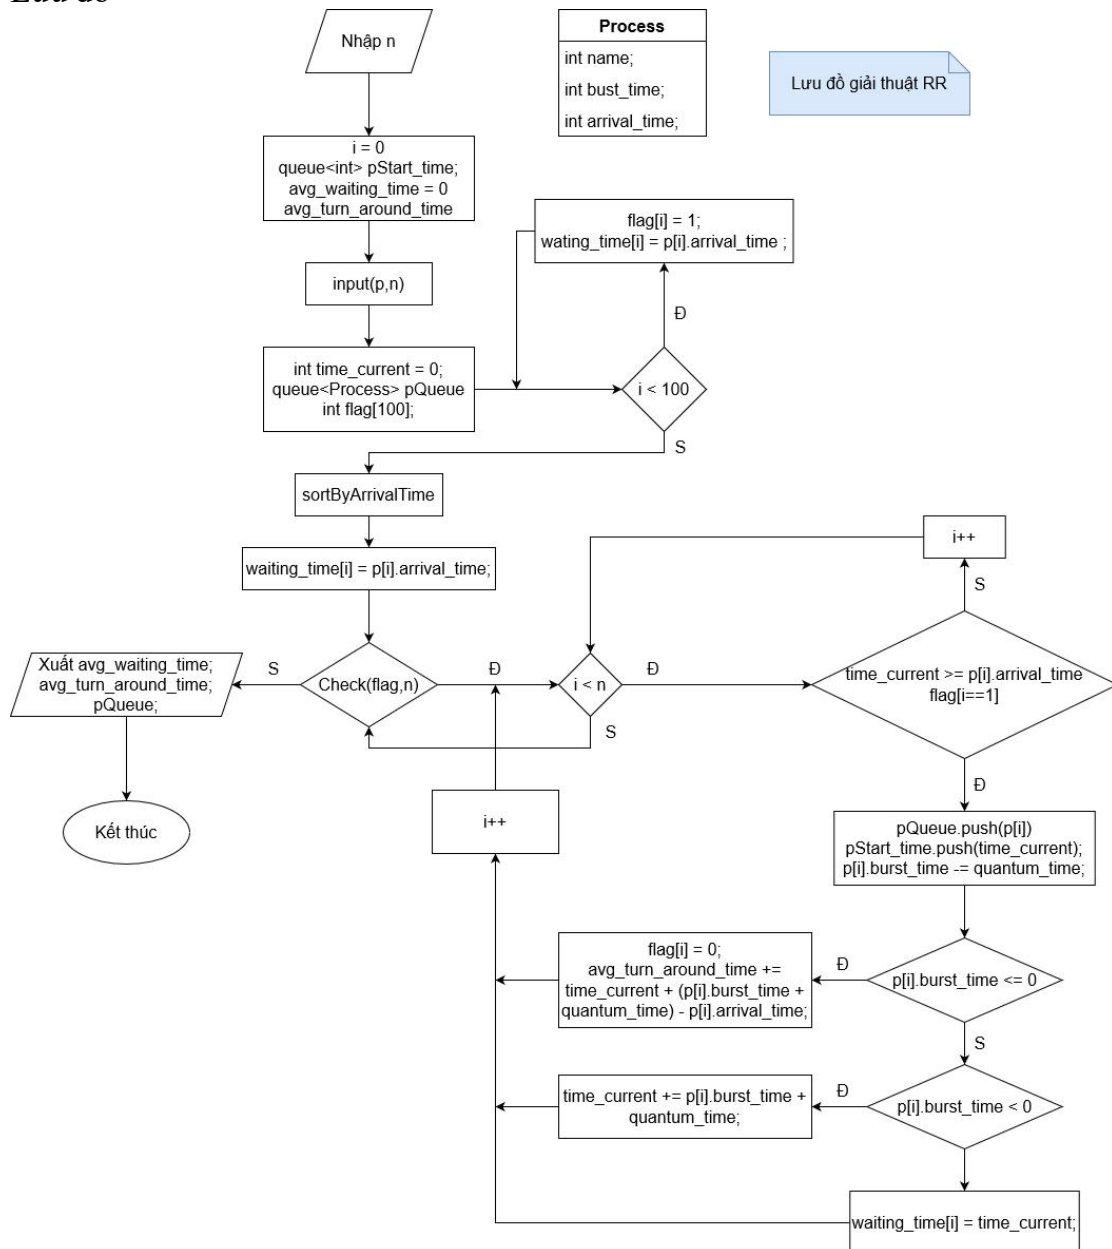 Lưu đồ
Nhập n
Process
int name;
int bust_time;
int arrival_time;
Lưu đồ giải thuật RR
i = 0
queue<int> pStart_time;
avg_waiting_time = 0
avg_turn_around_time
flag[i] = 1;
wating_time[i] = p[i].arrival_time ;
input(p,n)
Đ
int time_current = 0;
queue<Process> pQueue
int flag[100];
i < 100
S
sortByArrivalTime
waiting_time[i] = p[i].arrival_time;
i++
S
Xuất avg_waiting_time;
avg_turn_around_time;
pQueue;
S
Check(flag,n)
Đ
i < n
Đ
time_current >= p[i].arrival_time
flag[i==1]
S
Đ
Kết thúc
i++
pQueue.push(p[i])
pStart_time.push(time_current);
p[i].burst_time -= quantum_time;
flag[i] = 0;
avg_turn_around_time +=
time_current + (p[i].burst_time +
quantum_time) - p[i].arrival_time;
Đ
p[i].burst_time <= 0
S
time_current += p[i].burst_time +
quantum_time;
Đ
p[i].burst_time < 0
waiting_time[i] = time_current;